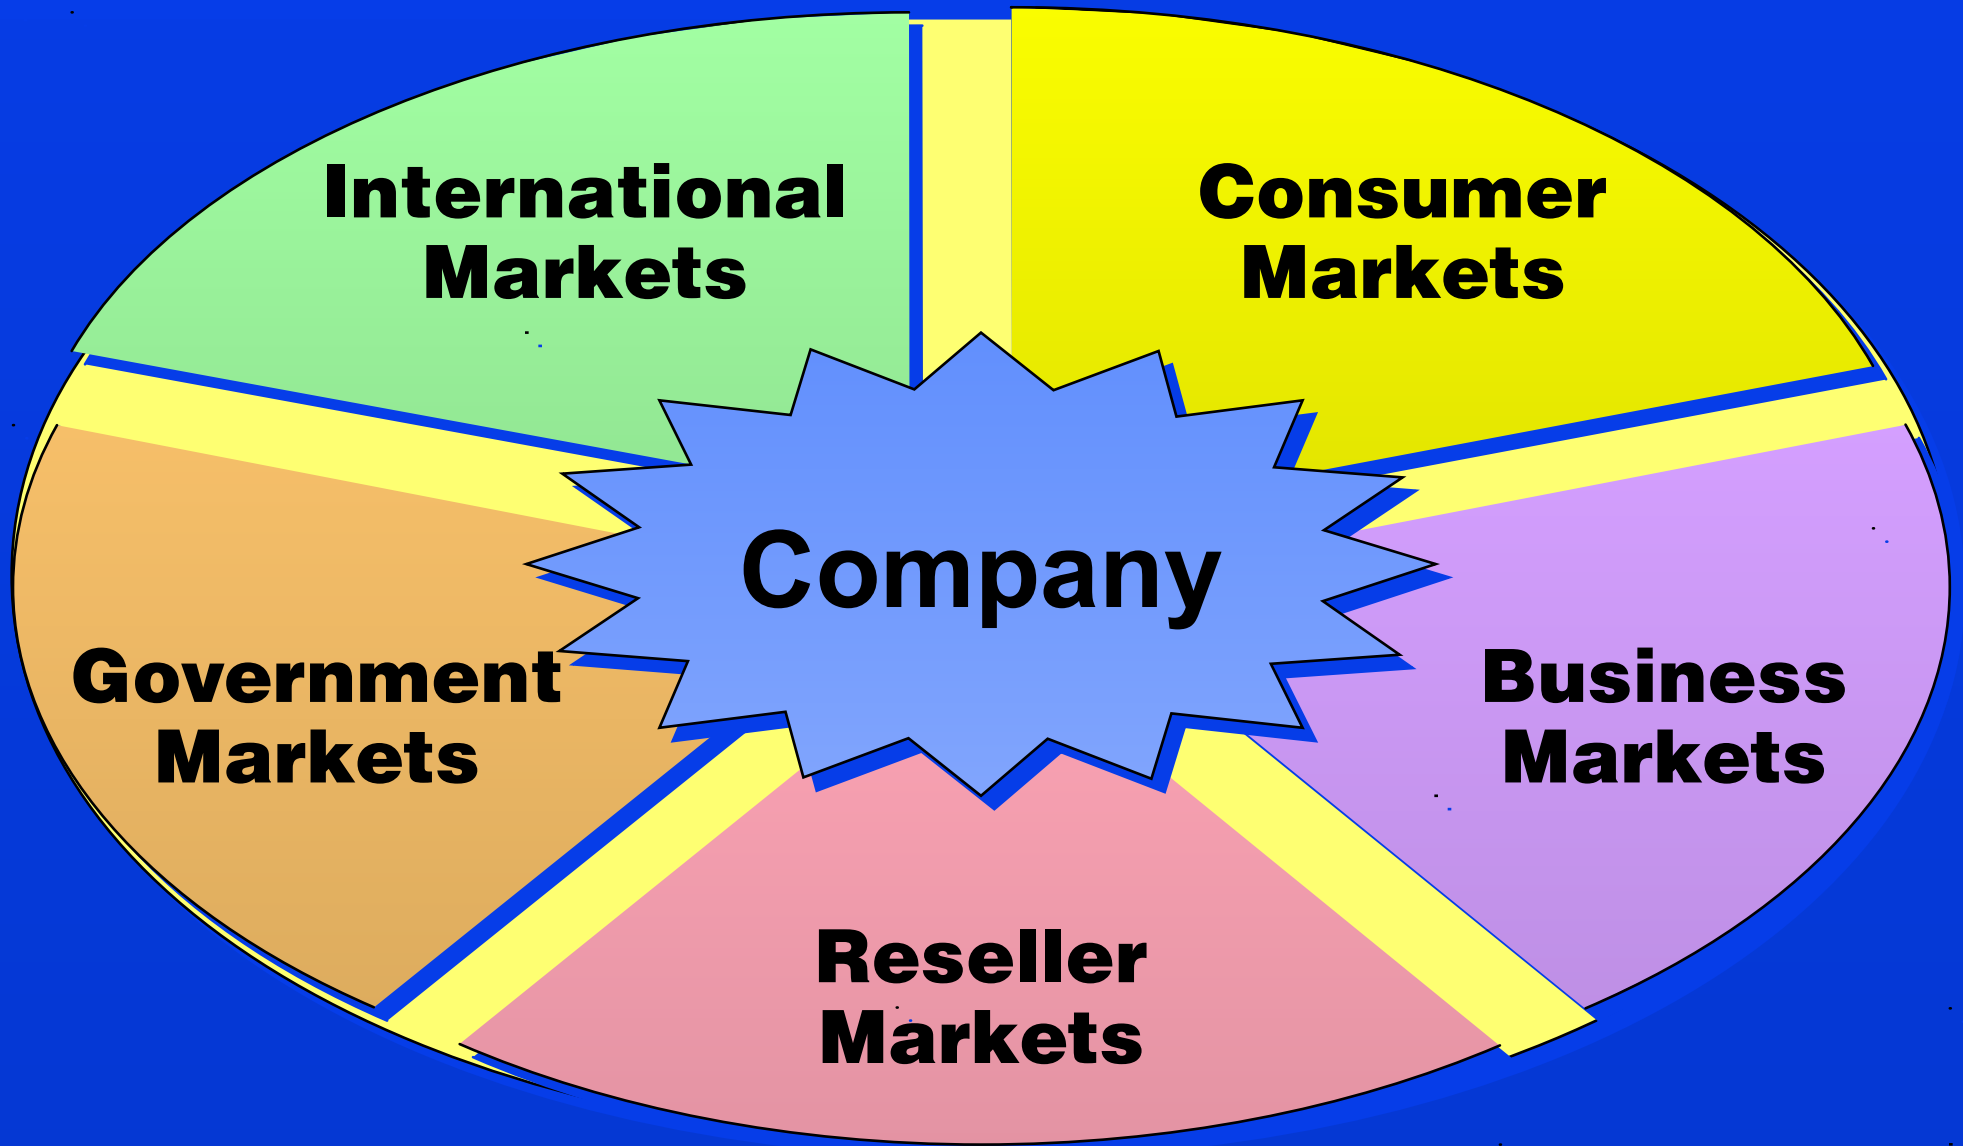 International
Markets
Consumer
Markets
Company
Government
Markets
Business
Markets
Reseller
Markets